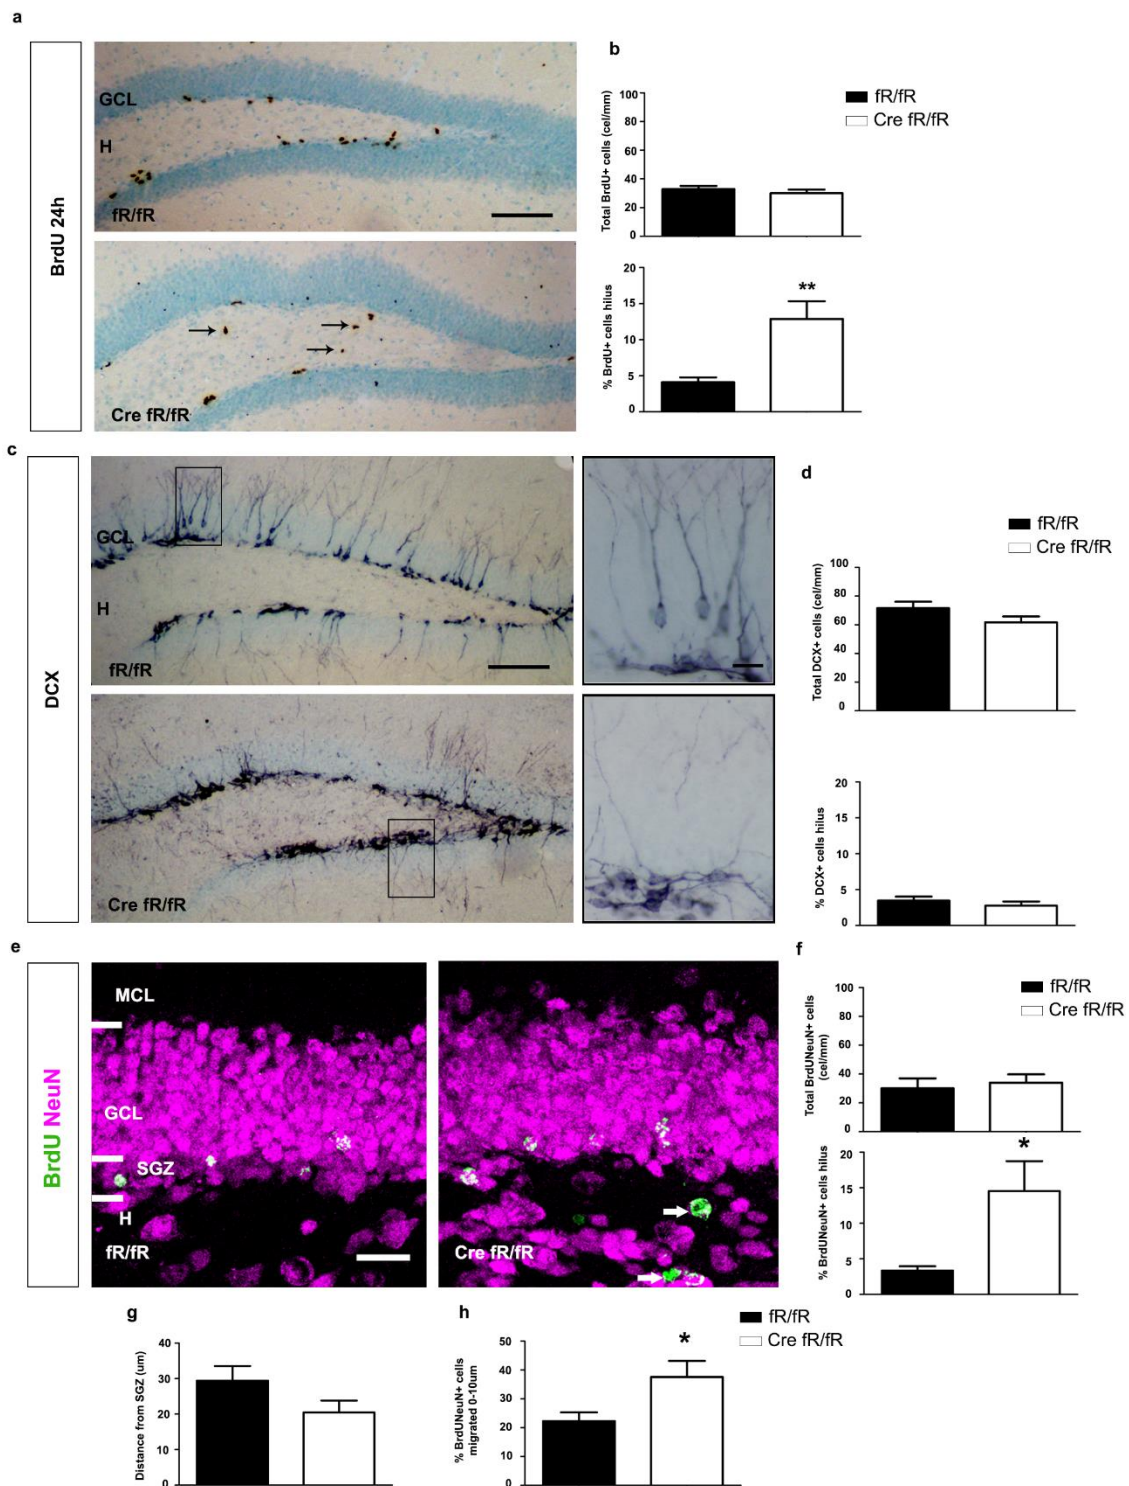 a
BrdU 24h
GCL
H
fR/fR
Cre fR/fR
b
fR/fR
Cre fR/fR
Total BrdU+ cells (cel/mm)
100
80
60
40
20
0
% BrdU+ cells hilus
20
15
10
5
0
**
c
DCX
GCL
H
fR/fR
Cre fR/fR
d
fR/fR
Cre fR/fR
Total DCX+ cells (cel/mm)
100
80
60
40
20
0
% DCX+ cells hilus
20
15
10
5
0
e
BrdU NeuN
MCL
GCL
SGZ
H
fR/fR
Cre fR/fR
f
fR/fR
Cre fR/fR
Total BrdUNeuN+ cells
(cel/mm)
100
80
60
40
20
0
% BrdUNeuN+ cells hilus
20
15
10
5
0
*
g
Distance from SGZ (um)
40
30
20
10
0
h
fR/fR
Cre fR/fR
% BrdUNeuN+ cells
migrated 0-10um
50
40
30
20
10
0
*